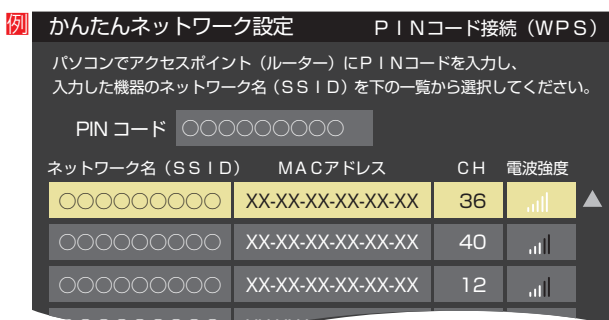 例 かんたんネットワーク設定 PINコード接続（WPS）
パソコンでアクセスポイント（ルーター）にPINコードを入力し、
入力した機器のネットワーク名（SSID）を下の一覧から選択してください。
PINコード ○○○○○○○○○
ネットワーク名（SSID） MACアドレス CH 電波強度
○○○○○○○○○ XX-XX-XX-XX-XX-XX 36
○○○○○○○○○ XX-XX-XX-XX-XX-XX 40
○○○○○○○○○ XX-XX-XX-XX-XX-XX 12